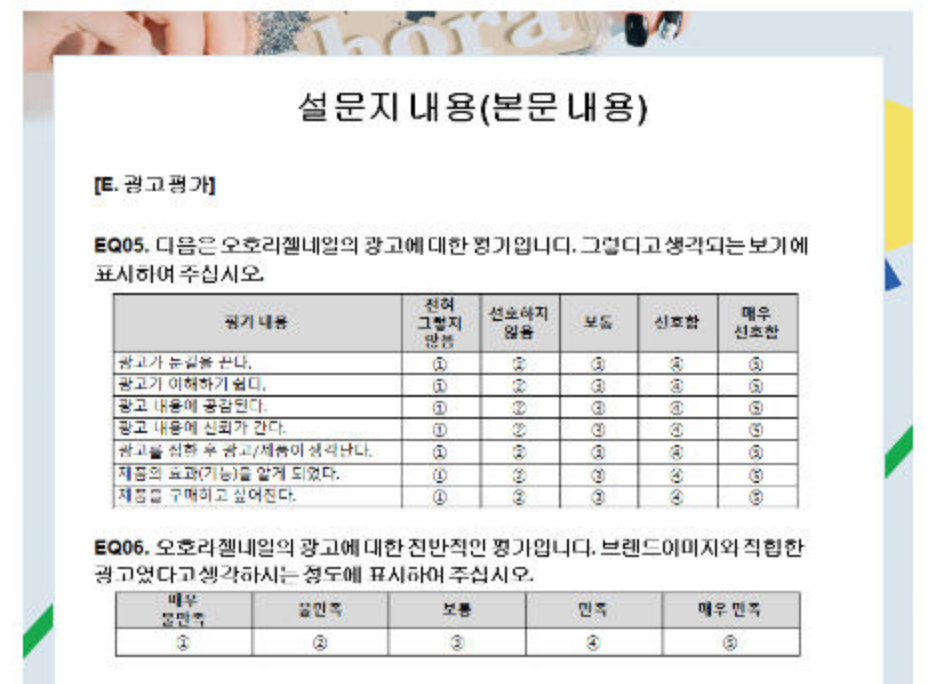 hora
설문지 내용(본문 내용)
[E. 광고 평가]
EQ05. 다음은 오호라젤네일의 광고에 대한 평가입니다. 그렇다고 생각되는 보기에
표시하여 주십시오.
평가 내용 전혀 그렇지 않음 선호하지 않음 보통 선호함 매우 선호함
광고가 눈길을 끈다. ① ② ③ ④ ⑤
광고가 이해하기 쉽다. ① ② ③ ④ ⑤
광고 내용에 공감된다. ① ② ③ ④ ⑤
광고 내용에 신뢰가 간다. ① ② ③ ④ ⑤
광고를 접한 후 광고/제품이 생각난다. ① ② ③ ④ ⑤
제품의 효과(기능)을 알게 되었다. ① ② ③ ④ ⑤
제품을 구매하고 싶어진다. ① ② ③ ④ ⑤
EQ06. 오호라젤네일의 광고에 대한 전반적인 평가입니다. 브랜드이미지와 적합한
광고였다고 생각하시는 정도에 표시하여 주십시오.
매우 불만족 불만족 보통 만족 매우 만족
① ② ③ ④ ⑤